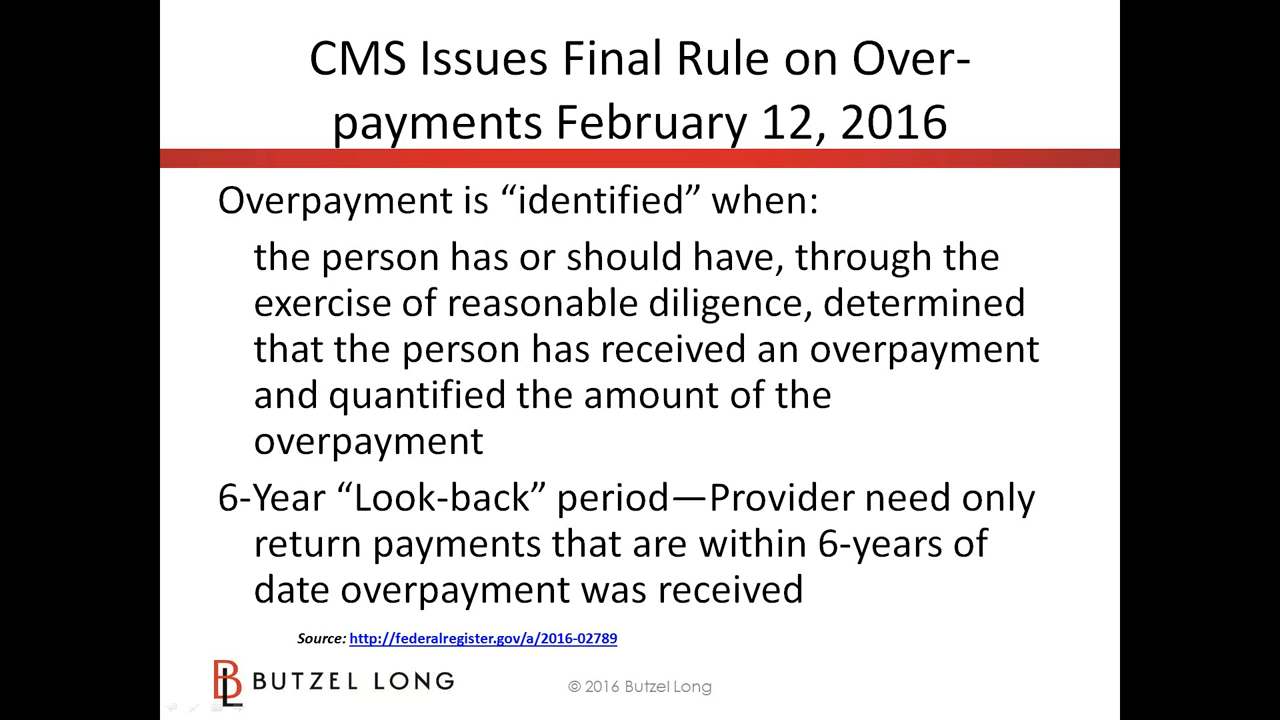 CMS Issues Final Rule on Over-
payments February 12, 2016
Overpayment is “identified” when:
the person has or should have, through the
exercise of reasonable diligence, determined
that the person has received an overpayment
and quantified the amount of the
overpayment
6-Year “Look-back” period—Provider need only
return payments that are within 6-years of
date overpayment was received
Source: http://federalregister.gov/a/2016-02789
BL BUTZEL LONG
© 2016 Butzel Long